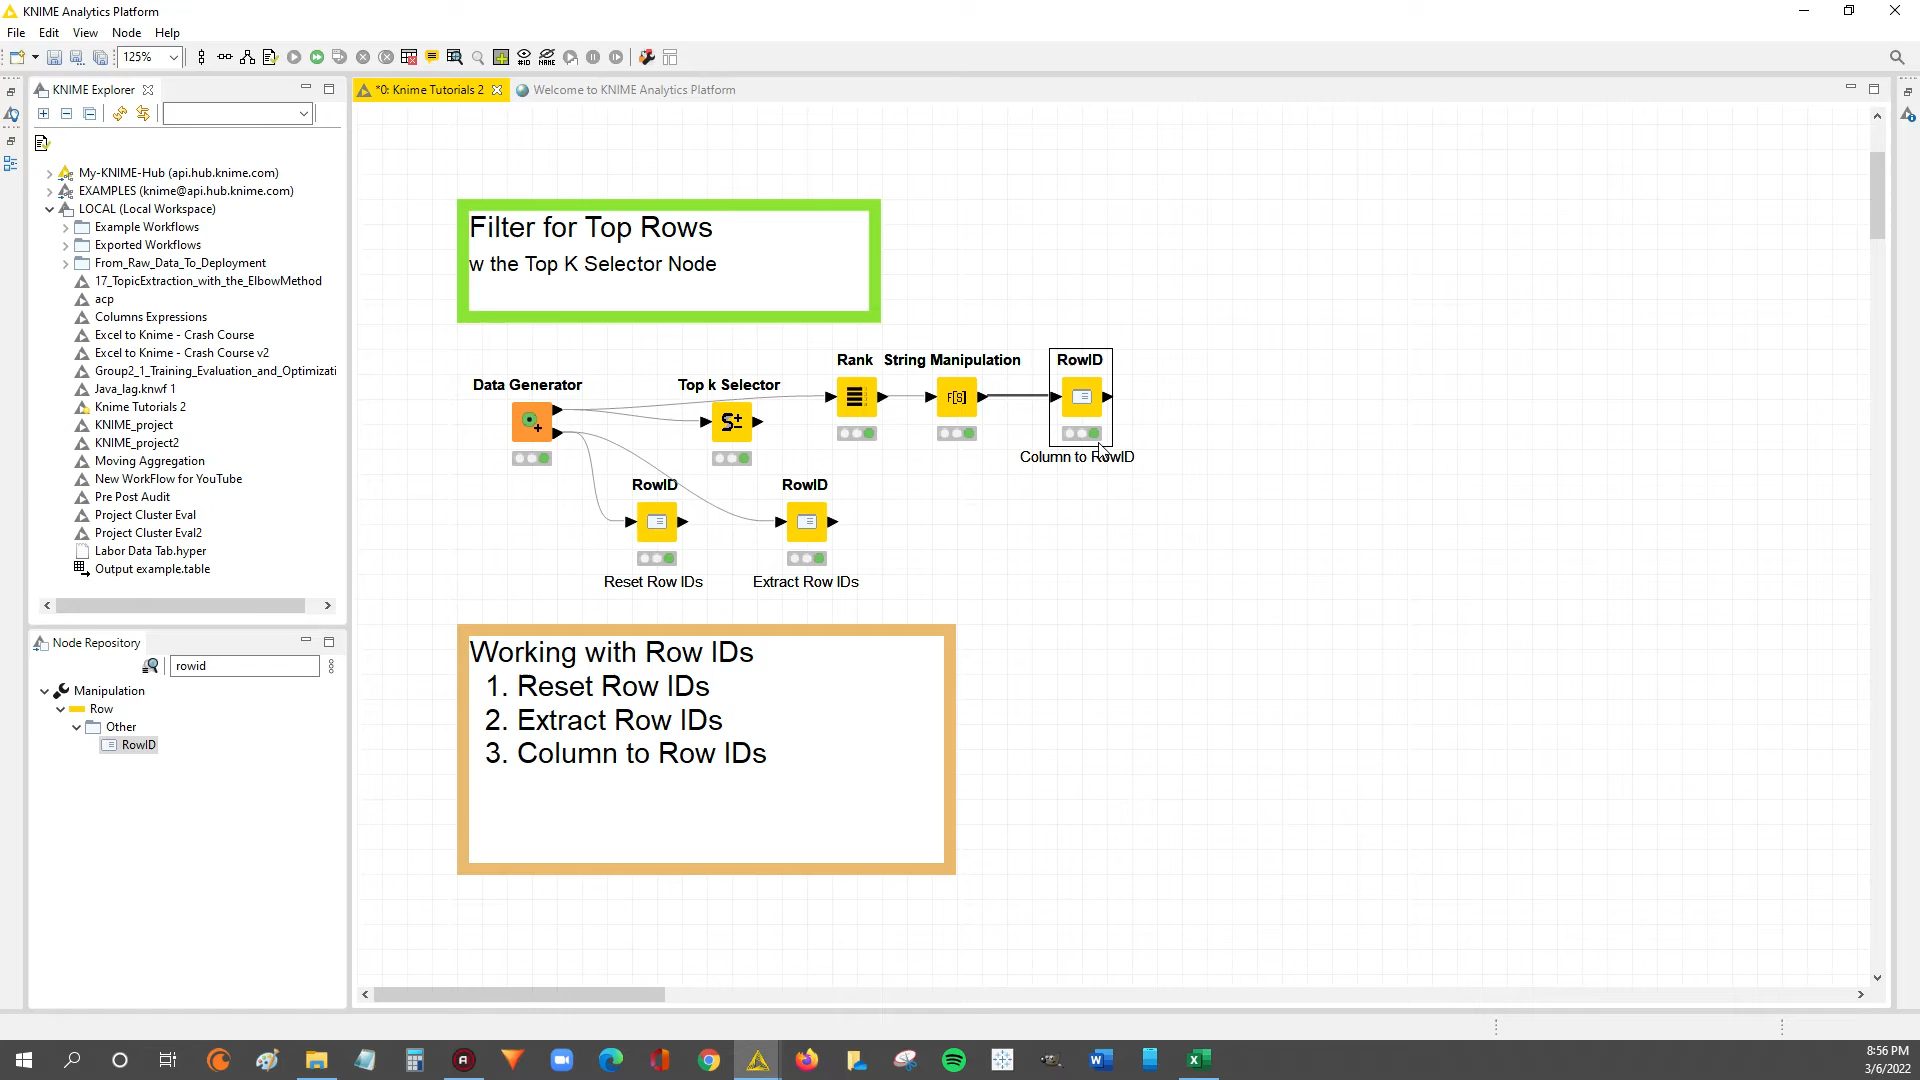 KNIME Analytics Platform
File Edit View Node Help
125%
KNIME Explorer
*0: Knime Tutorials 2
Welcome to KNIME Analytics Platform
My-KNIME-Hub (api.hub.knime.com)
EXAMPLES (knime@api.hub.knime.com)
LOCAL (Local Workspace)
Example Workflows
Exported Workflows
From_Raw_Data_To_Deployment
17_TopicExtraction_with_the_ElbowMethod
acp
Columns Expressions
Excel to Knime - Crash Course
Excel to Knime - Crash Course v2
Group2_1_Training_Evaluation_and_Optimizati
Java_lag.knwf 1
Knime Tutorials 2
KNIME_project
KNIME_project2
Moving Aggregation
New WorkFlow for YouTube
Pre Post Audit
Project Cluster Eval
Project Cluster Eval2
Labor Data Tab.hyper
Output example.table
Node Repository
rowid
Manipulation
Row
Other
RowID
Filter for Top Rows
w the Top K Selector Node
Rank
String Manipulation
RowID
Data Generator
Top k Selector
Column to RowID
RowID
RowID
Reset Row IDs
Extract Row IDs
Working with Row IDs
1. Reset Row IDs
2. Extract Row IDs
3. Column to Row IDs
8:56 PM
3/6/2022